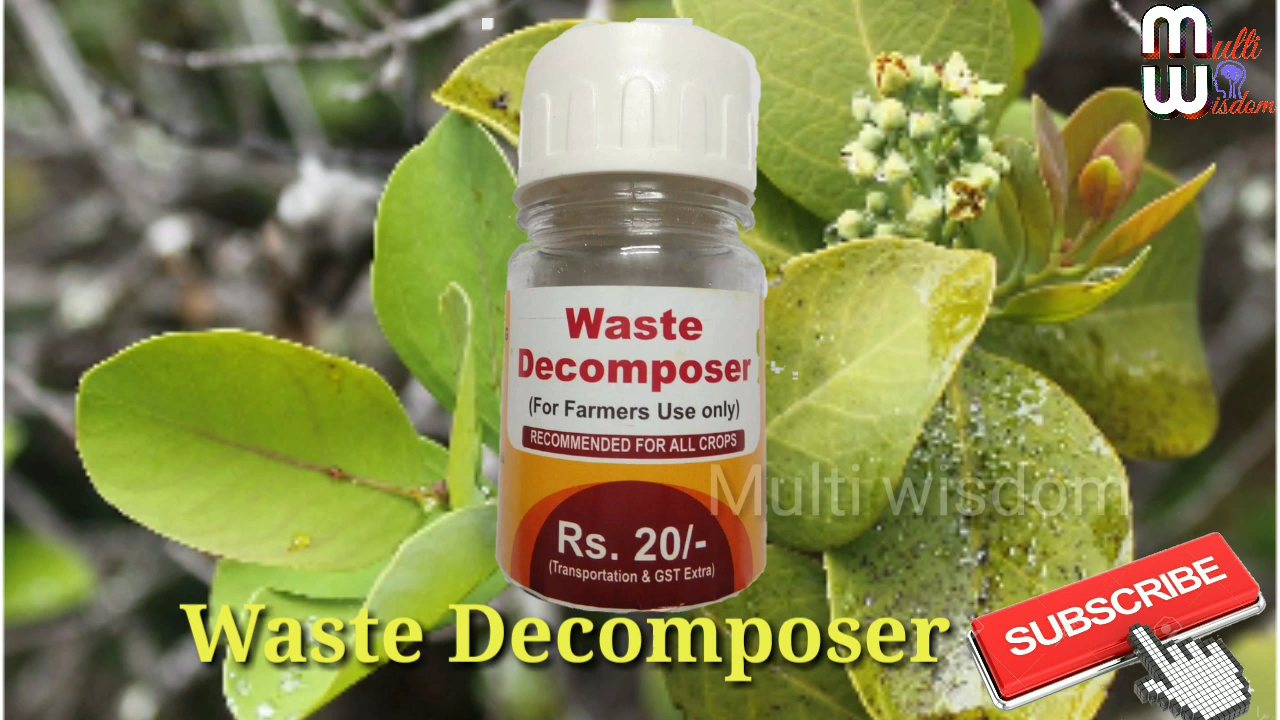 Multi
Wisdom
Waste
Decomposer
(For Farmers Use only)
RECOMMENDED FOR ALL CROPS
Multi wisdom
Rs. 20/-
(Transportation & GST Extra)
Waste Decomposer
SUBSCRIBE